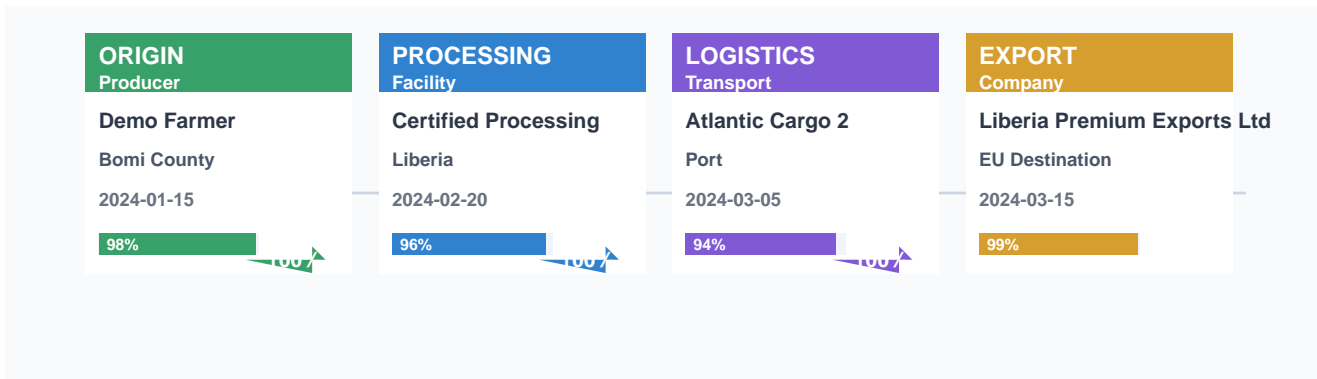 ORIGIN
Producer
Demo Farmer
Bomi County
2024-01-15
98%
PROCESSING
Facility
Certified Processing
Liberia
2024-02-20
96%
LOGISTICS
Transport
Atlantic Cargo 2
Port
2024-03-05
94%
EXPORT
Company
Liberia Premium Exports Ltd
EU Destination
2024-03-15
99%